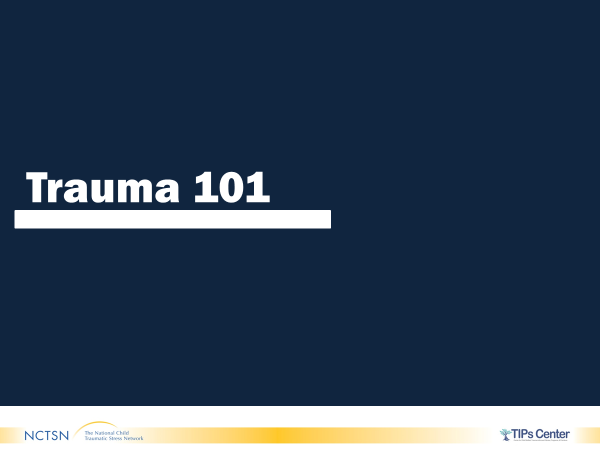 Trauma 101
NCTSN
The National Child
Traumatic Stress Network
TIPs Center